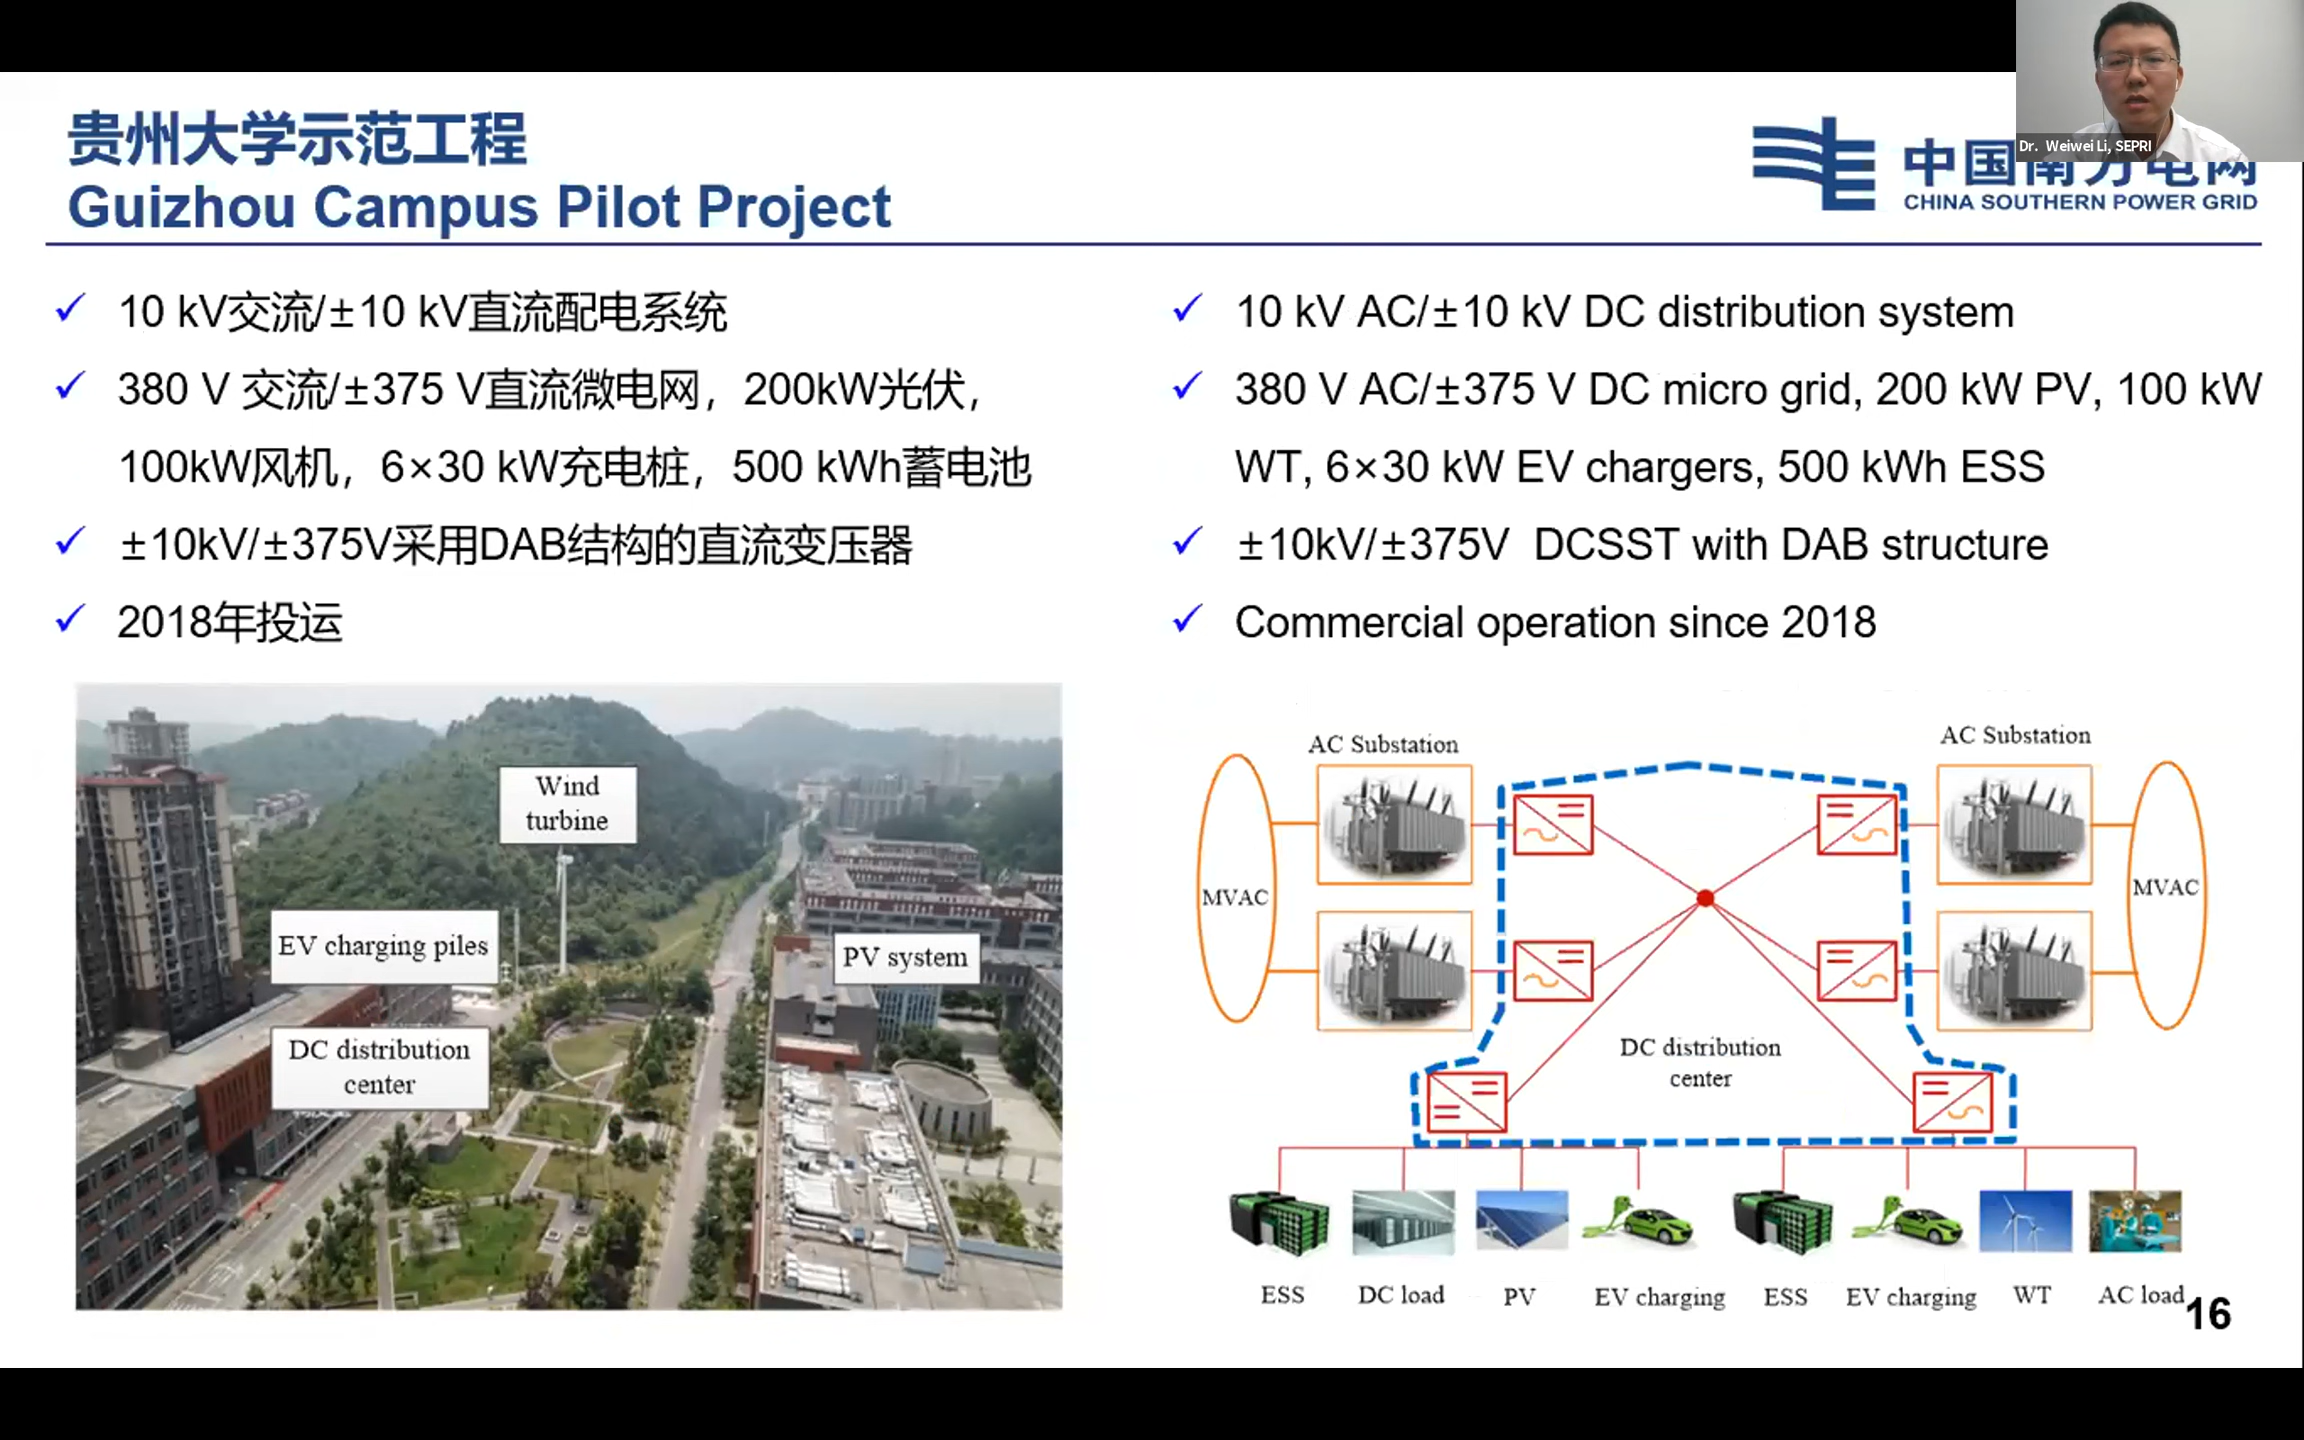 贵州大学示范工程
Guizhou Campus Pilot Project
Dr. Weiwei Li, SEPRI
中国南方电网
CHINA SOUTHERN POWER GRID
✓ 10 kV交流/±10 kV直流配电系统
✓ 380 V 交流/±375 V直流微电网，200kW光伏，
100kW风机，6×30 kW充电桩，500 kWh蓄电池
✓ ±10kV/±375V采用DAB结构的直流变压器
✓ 2018年投运
✓ 10 kV AC/±10 kV DC distribution system
✓ 380 V AC/±375 V DC micro grid, 200 kW PV, 100 kW
WT, 6×30 kW EV chargers, 500 kWh ESS
✓ ±10kV/±375V DCSST with DAB structure
✓ Commercial operation since 2018
Wind
turbine
EV charging piles
PV system
DC distribution
center
AC Substation
AC Substation
MVAC
MVAC
DC distribution
center
ESS
DC load
PV
EV charging
ESS
EV charging
WT
AC load
16